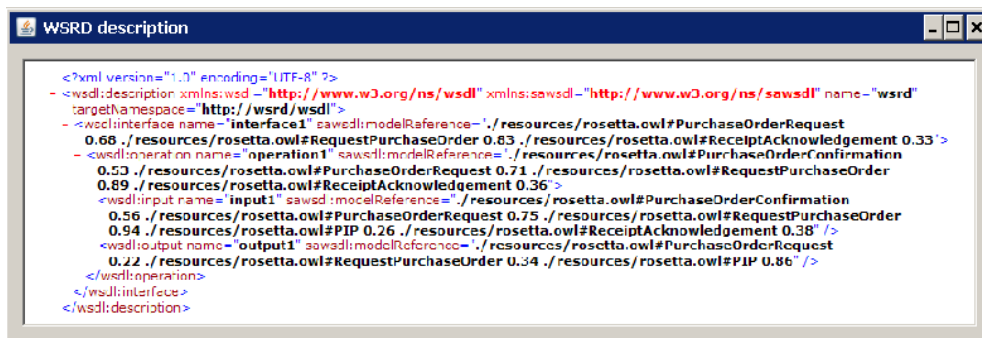 WSRD description
<?xml version="1.0" encoding="UTF-8" ?>
- <wsdl:description xmlns:wsdl="http://www.w3.org/ns/wsdl" xmlns:sawsdl="http://www.w3.org/ns/sawsdl" name="wsrd"
targetNamespace="http://wsrd/wsdl">
- <wsdl:interface name="interface1" sawsdl:modelReference="./resources/rosetta.owl#PurchaseOrderRequest
0.68 ./resources/rosetta.owl#RequestPurchaseOrder 0.83 ./resources/rosetta.owl#ReceiptAcknowledgement 0.33">
- <wsdl:operation name="operation1" sawsdl:modelReference="./resources/rosetta.owl#PurchaseOrderConfirmation
0.53 ./resources/rosetta.owl#PurchaseOrderRequest 0.71 ./resources/rosetta.owl#RequestPurchaseOrder
0.89 ./resources/rosetta.owl#ReceiptAcknowledgement 0.36">
<wsdl:input name="input1" sawsdl:modelReference="./resources/rosetta.owl#PurchaseOrderConfirmation
0.56 ./resources/rosetta.owl#PurchaseOrderRequest 0.75 ./resources/rosetta.owl#RequestPurchaseOrder
0.94 ./resources/rosetta.owl#PIP 0.26 ./resources/rosetta.owl#ReceiptAcknowledgement 0.38" />
<wsdl:output name="output1" sawsdl:modelReference="./resources/rosetta.owl#PurchaseOrderRequest
0.22 ./resources/rosetta.owl#RequestPurchaseOrder 0.34 ./resources/rosetta.owl#PIP 0.86" />
</wsdl:operation>
</wsdl:interface>
</wsdl:description>